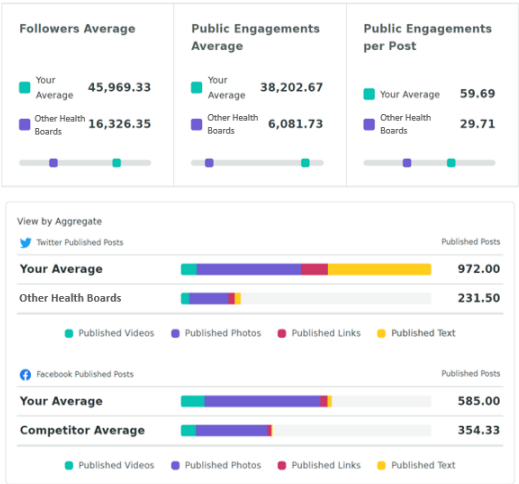 Followers Average
Your
Average
45,969.33
Other Health
Boards
16,326.35
Public Engagements
Average
Your
Average
38,202.67
Other Health
Boards
6,081.73
Public Engagements
per Post
Your Average 59.69
Other Health
Boards
29.71
View by Aggregate
Twitter Published Posts Published Posts
Your Average 972.00
Other Health Boards 231.50
Published Videos Published Photos Published Links Published Text
Facebook Published Posts Published Posts
Your Average 585.00
Competitor Average 354.33
Published Videos Published Photos Published Links Published Text